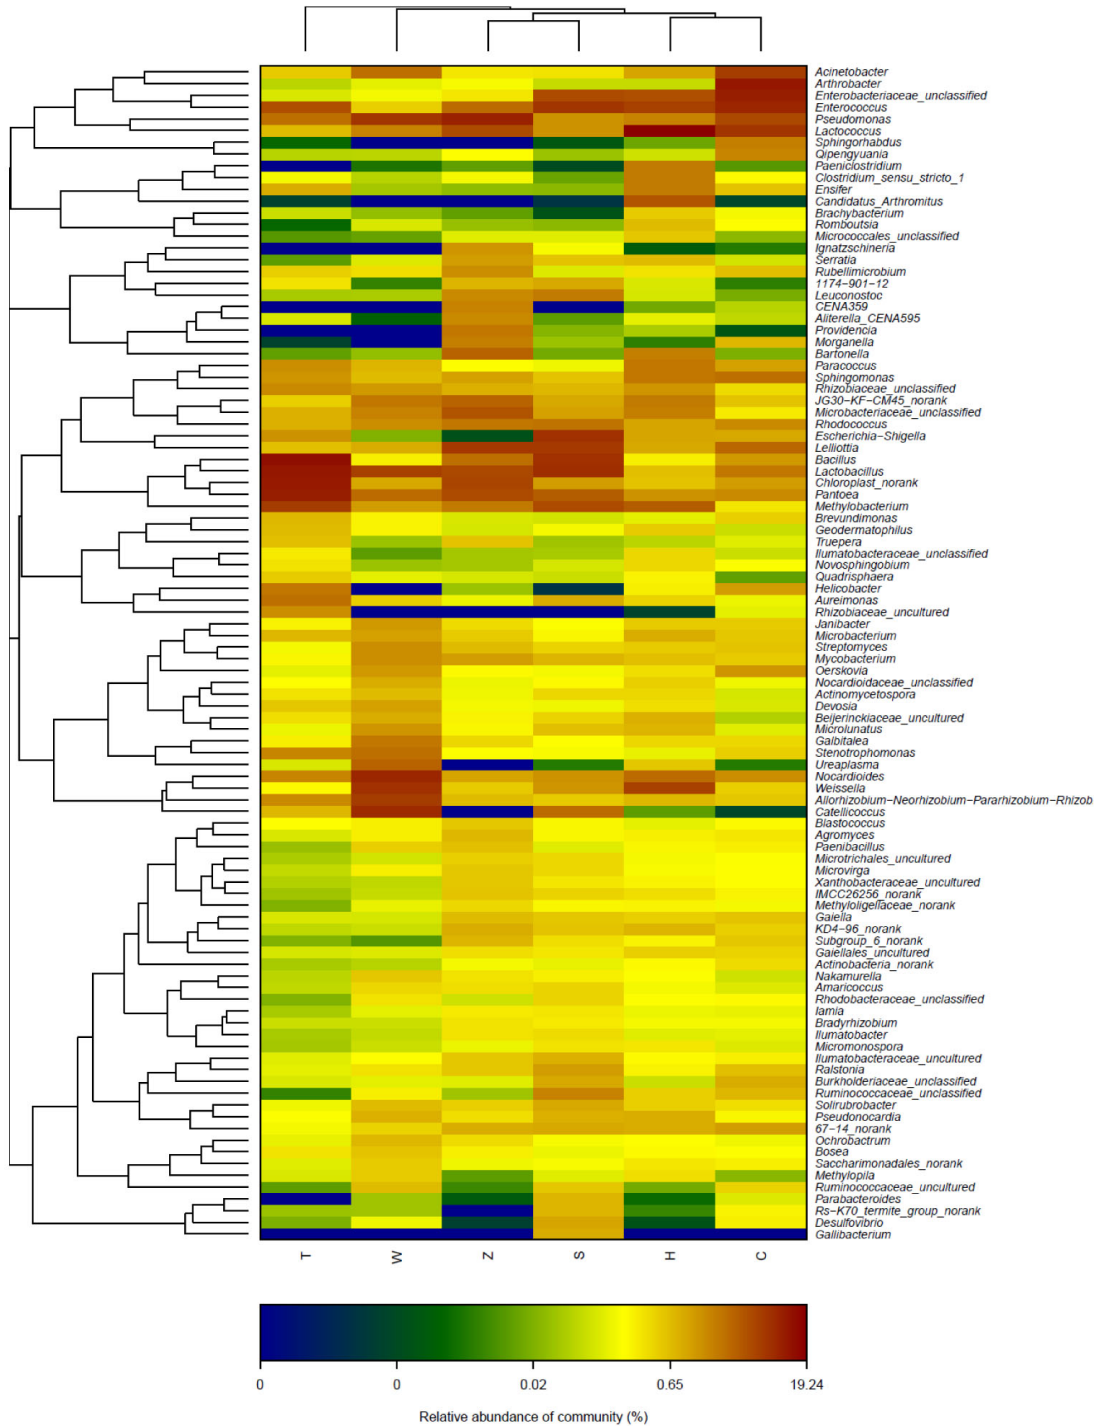 Acinetobacter
Arthrobacter
Enterobacteriaceae_unclassified
Enterococcus
Pseudomonas
Lactococcus
Sphingorhabdus
Qipengyuania
Paeniclostridium
Clostridium_sensu_stricto_1
Ensifer
Candidatus_Arthromitus
Brachybacterium
Romboutsia
Micrococcales_unclassified
Ignatzschineria
Serratia
Rubellimicrobium
1174−901−12
Leuconostoc
CENA359
Aliterella_CENA595
Providencia
Morganella
Bartonella
Paracoccus
Sphingomonas
Rhizobiaceae_unclassified
JG30−KF−CM45_norank
Microbacteriaceae_unclassified
Rhodococcus
Escherichia−Shigella
Lelliottia
Bacillus
Lactobacillus
Chloroplast_norank
Pantoea
Methylobacterium
Brevundimonas
Geodermatophilus
Truepera
Ilumatobacteraceae_unclassified
Novosphingobium
Quadrisphaera
Helicobacter
Aureimonas
Rhizobiaceae_uncultured
Janibacter
Microbacterium
Streptomyces
Mycobacterium
Oerskovia
Nocardioidaceae_unclassified
Actinomycetospora
Devosia
Beijerinckiaceae_uncultured
Microlunatus
Galbitalea
Stenotrophomonas
Ureaplasma
Nocardioides
Weissella
Allorhizobium−Neorhizobium−Pararhizobium−Rhizob
Catellicoccus
Blastococcus
Agromyces
Paenibacillus
Microtrichales_uncultured
Microvirga
Xanthobacteraceae_uncultured
IMCC26256_norank
Methyloligellaceae_norank
Gaiella
KD4−96_norank
Subgroup_6_norank
Gaiellales_uncultured
Actinobacteria_norank
Nakamurella
Amaricoccus
Rhodobacteraceae_unclassified
Iamia
Bradyrhizobium
Ilumatobacter
Micromonospora
Ilumatobacteraceae_uncultured
Ralstonia
Burkholderiaceae_unclassified
Ruminococcaceae_unclassified
Solirubrobacter
Pseudonocardia
67−14_norank
Ochrobactrum
Bosea
Saccharimonadales_norank
Methylopila
Ruminococcaceae_uncultured
Parabacteroides
Rs−K70_termite_group_norank
Desulfovibrio
Gallibacterium
T W Z S H C
0 0 0.02 0.65 19.24
Relative abundance of community (%)